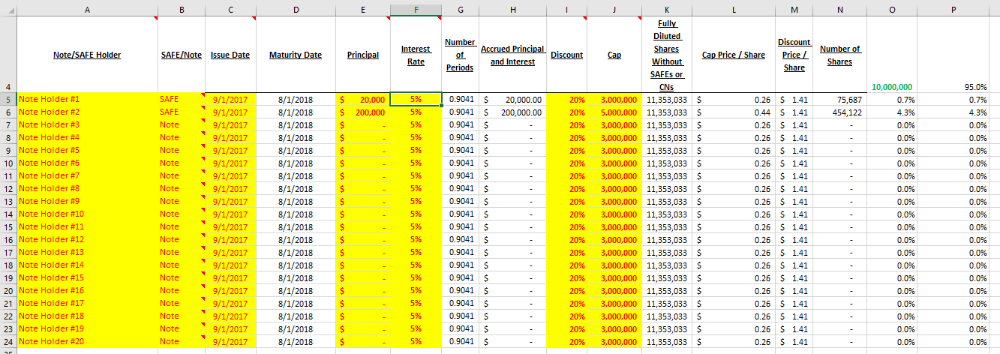 A B C D E F G H I J K L M N O P
4 Note/SAFE Holder SAFE/Note Issue Date Maturity Date Principal Interest Rate Number of Periods Accrued Principal and Interest Discount Cap Fully Diluted Shares Without SAFEs or CNs Cap Price / Share Discount Price / Share Number of Shares 10,000,000 95.0%
5 Note Holder #1 SAFE 9/1/2017 8/1/2018 $ 20,000 5% 0.9041 $ 20,000.00 20% 3,000,000 11,353,033 $ 0.26 $ 1.41 75,687 0.7% 0.7%
6 Note Holder #2 SAFE 9/1/2017 8/1/2018 $ 200,000 5% 0.9041 $ 200,000.00 20% 5,000,000 11,353,033 $ 0.44 $ 1.41 454,122 4.3% 4.3%
7 Note Holder #3 Note 9/1/2017 8/1/2018 $ - 5% 0.9041 $ - 20% 3,000,000 11,353,033 $ 0.26 $ 1.41 - 0.0% 0.0%
8 Note Holder #4 Note 9/1/2017 8/1/2018 $ - 5% 0.9041 $ - 20% 3,000,000 11,353,033 $ 0.26 $ 1.41 - 0.0% 0.0%
9 Note Holder #5 Note 9/1/2017 8/1/2018 $ - 5% 0.9041 $ - 20% 3,000,000 11,353,033 $ 0.26 $ 1.41 - 0.0% 0.0%
10 Note Holder #6 Note 9/1/2017 8/1/2018 $ - 5% 0.9041 $ - 20% 3,000,000 11,353,033 $ 0.26 $ 1.41 - 0.0% 0.0%
11 Note Holder #7 Note 9/1/2017 8/1/2018 $ - 5% 0.9041 $ - 20% 3,000,000 11,353,033 $ 0.26 $ 1.41 - 0.0% 0.0%
12 Note Holder #8 Note 9/1/2017 8/1/2018 $ - 5% 0.9041 $ - 20% 3,000,000 11,353,033 $ 0.26 $ 1.41 - 0.0% 0.0%
13 Note Holder #9 Note 9/1/2017 8/1/2018 $ - 5% 0.9041 $ - 20% 3,000,000 11,353,033 $ 0.26 $ 1.41 - 0.0% 0.0%
14 Note Holder #10 Note 9/1/2017 8/1/2018 $ - 5% 0.9041 $ - 20% 3,000,000 11,353,033 $ 0.26 $ 1.41 - 0.0% 0.0%
15 Note Holder #11 Note 9/1/2017 8/1/2018 $ - 5% 0.9041 $ - 20% 3,000,000 11,353,033 $ 0.26 $ 1.41 - 0.0% 0.0%
16 Note Holder #12 Note 9/1/2017 8/1/2018 $ - 5% 0.9041 $ - 20% 3,000,000 11,353,033 $ 0.26 $ 1.41 - 0.0% 0.0%
17 Note Holder #13 Note 9/1/2017 8/1/2018 $ - 5% 0.9041 $ - 20% 3,000,000 11,353,033 $ 0.26 $ 1.41 - 0.0% 0.0%
18 Note Holder #14 Note 9/1/2017 8/1/2018 $ - 5% 0.9041 $ - 20% 3,000,000 11,353,033 $ 0.26 $ 1.41 - 0.0% 0.0%
19 Note Holder #15 Note 9/1/2017 8/1/2018 $ - 5% 0.9041 $ - 20% 3,000,000 11,353,033 $ 0.26 $ 1.41 - 0.0% 0.0%
20 Note Holder #16 Note 9/1/2017 8/1/2018 $ - 5% 0.9041 $ - 20% 3,000,000 11,353,033 $ 0.26 $ 1.41 - 0.0% 0.0%
21 Note Holder #17 Note 9/1/2017 8/1/2018 $ - 5% 0.9041 $ - 20% 3,000,000 11,353,033 $ 0.26 $ 1.41 - 0.0% 0.0%
22 Note Holder #18 Note 9/1/2017 8/1/2018 $ - 5% 0.9041 $ - 20% 3,000,000 11,353,033 $ 0.26 $ 1.41 - 0.0% 0.0%
23 Note Holder #19 Note 9/1/2017 8/1/2018 $ - 5% 0.9041 $ - 20% 3,000,000 11,353,033 $ 0.26 $ 1.41 - 0.0% 0.0%
24 Note Holder #20 Note 9/1/2017 8/1/2018 $ - 5% 0.9041 $ - 20% 3,000,000 11,353,033 $ 0.26 $ 1.41 - 0.0% 0.0%